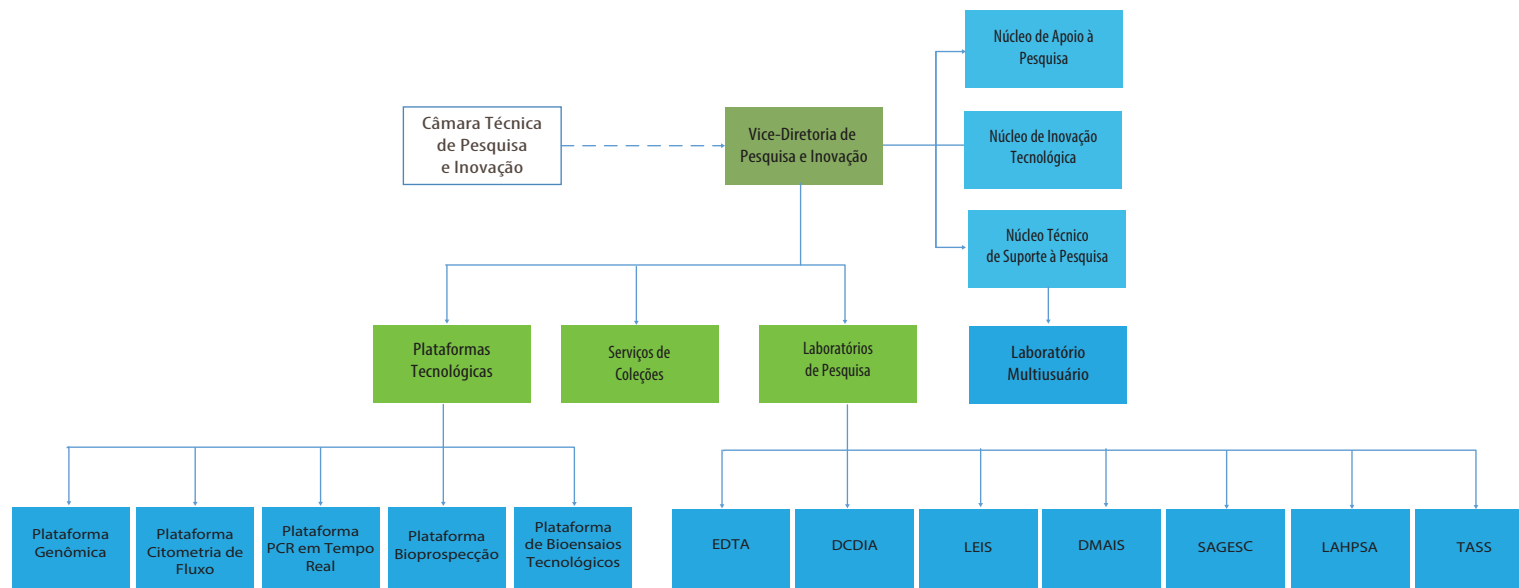 Núcleo de Apoio à
Pesquisa
Câmara Técnica
de Pesquisa
e Inovação
Vice-Diretoria de
Pesquisa e Inovação
Núcleo de Inovação
Tecnológica
Núcleo Técnico
de Suporte à Pesquisa
Plataformas
Tecnológicas
Serviços de
Coleções
Laboratórios
de Pesquisa
Laboratório
Multiusuário
Plataforma
Genômica
Plataforma
Citometria de
Fluxo
Plataforma
PCR em Tempo
Real
Plataforma
Bioprospecção
Plataforma
de Bioensaios
Tecnológicos
EDTA
DCDIA
LEIS
DMAIS
SAGESC
LAHPSA
TASS